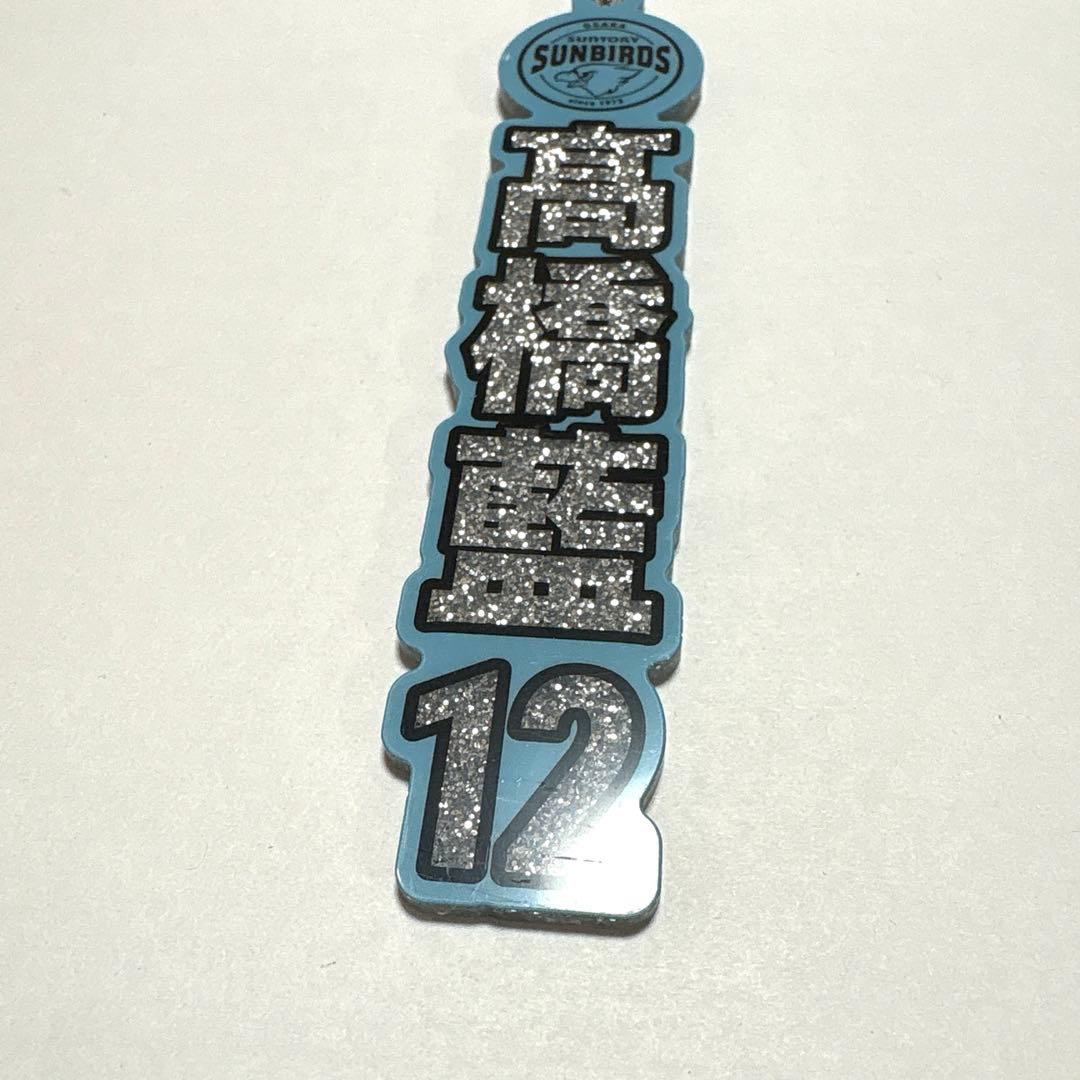 OSAKA
SUNTORY
SUNBIRDS
since 1973
髙橋藍
12